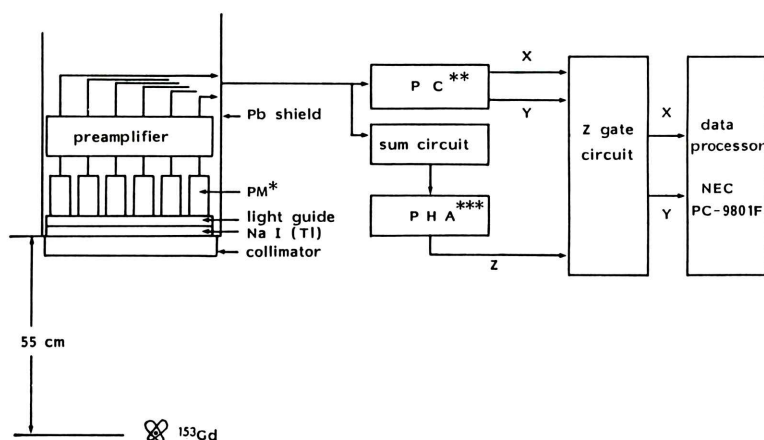 preamplifier
Pb shield
PM*
light guide
Na I (Tl)
collimator
55 cm
153Gd
P C**
sum circuit
P H A***
X
Y
Z
Z gate
circuit
X
Y
data
processor
NEC
PC-9801F